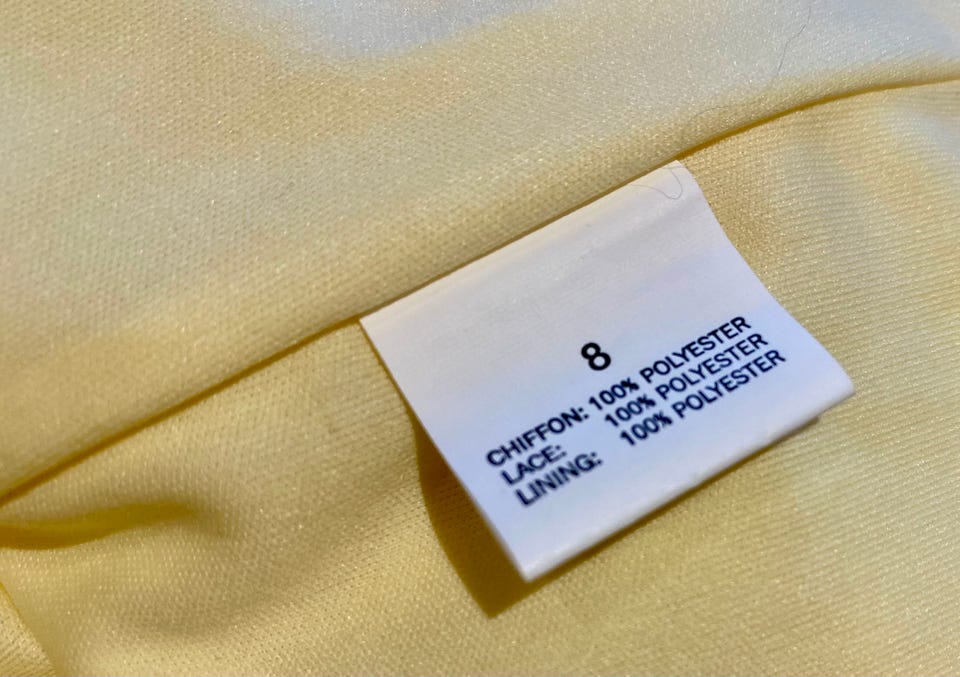 8
CHIFFON: 100% POLYESTER
LACE: 100% POLYESTER
LINING: 100% POLYESTER